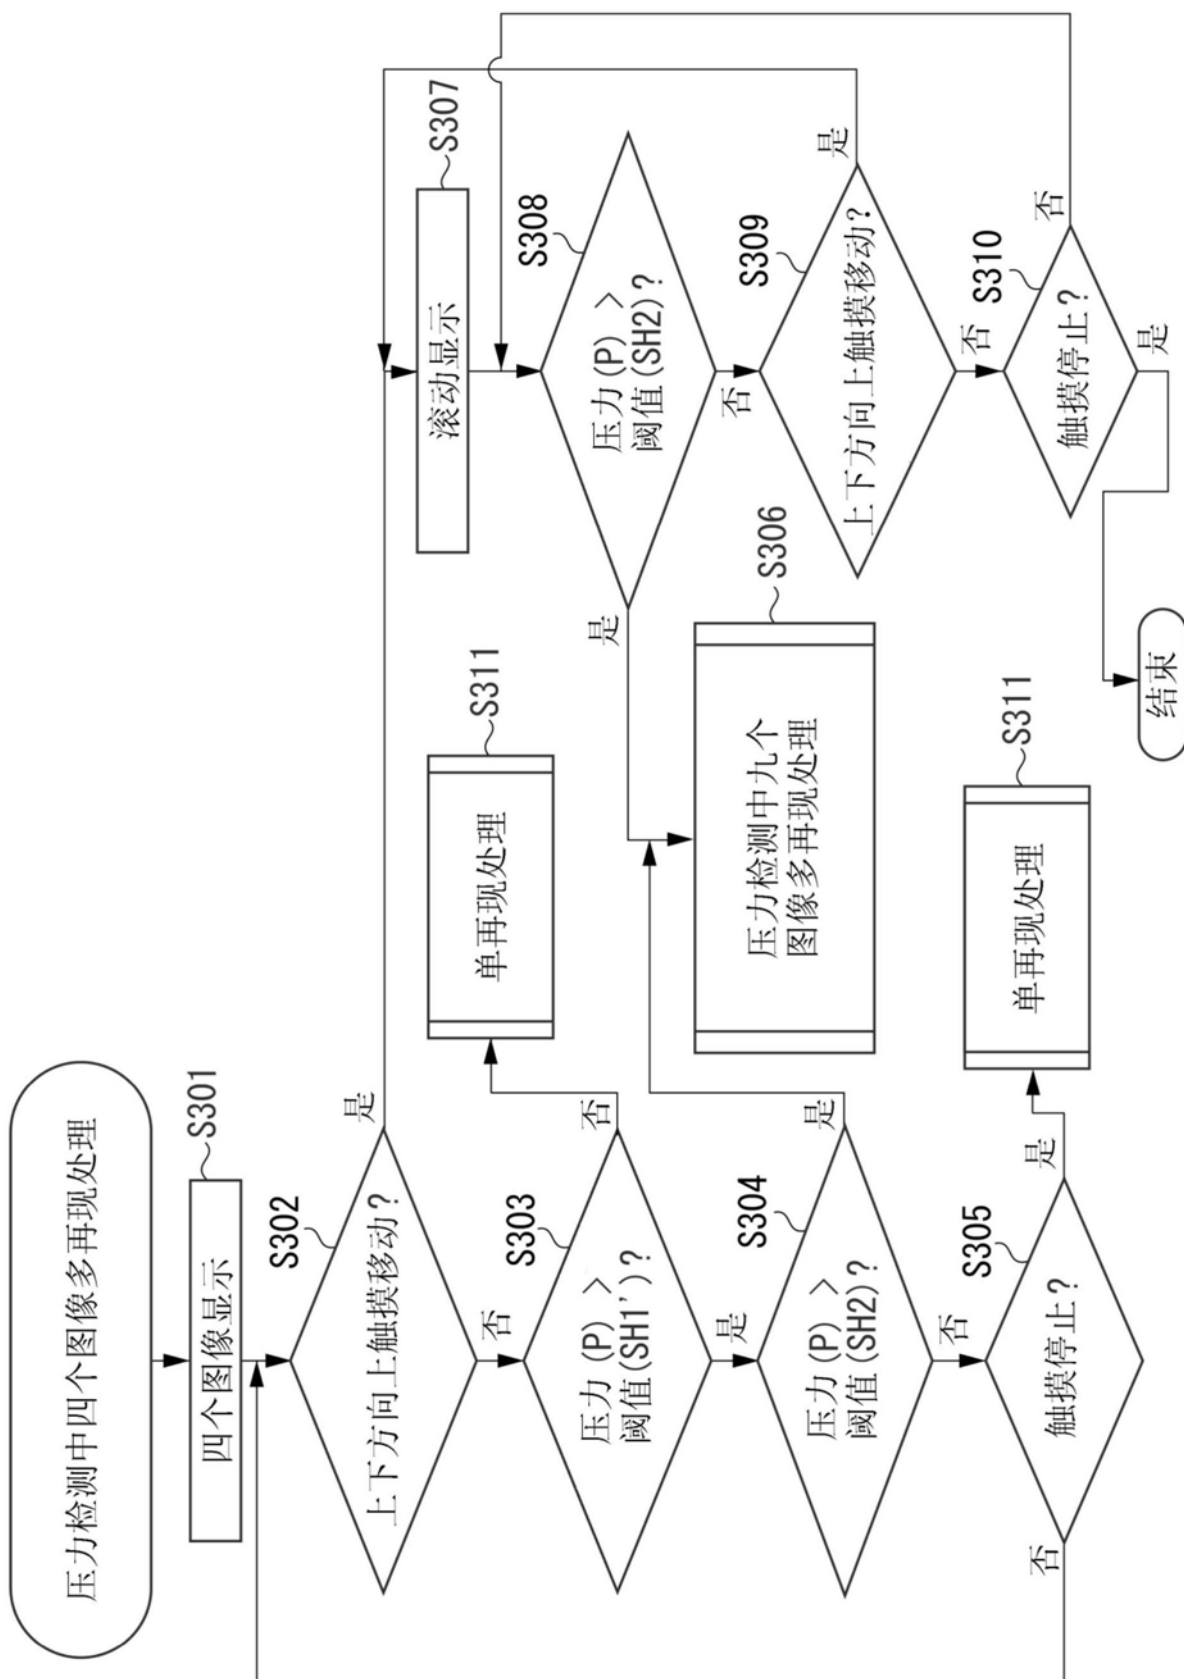 压力检测中四个图像多再现处理
S301
四个图像显示
S302
上下方向上触摸移动?
是
否
S303
压力(P) >
阈值(SH1')?
否
是
S311
单再现处理
S304
压力(P) >
阈值(SH2)?
是
否
S306
压力检测中九个
图像多再现处理
S305
触摸停止?
是
否
S311
单再现处理
S307
滚动显示
S308
压力(P) >
阈值(SH2)?
是
否
S309
上下方向上触摸移动?
是
否
S310
触摸停止?
否
是
结束